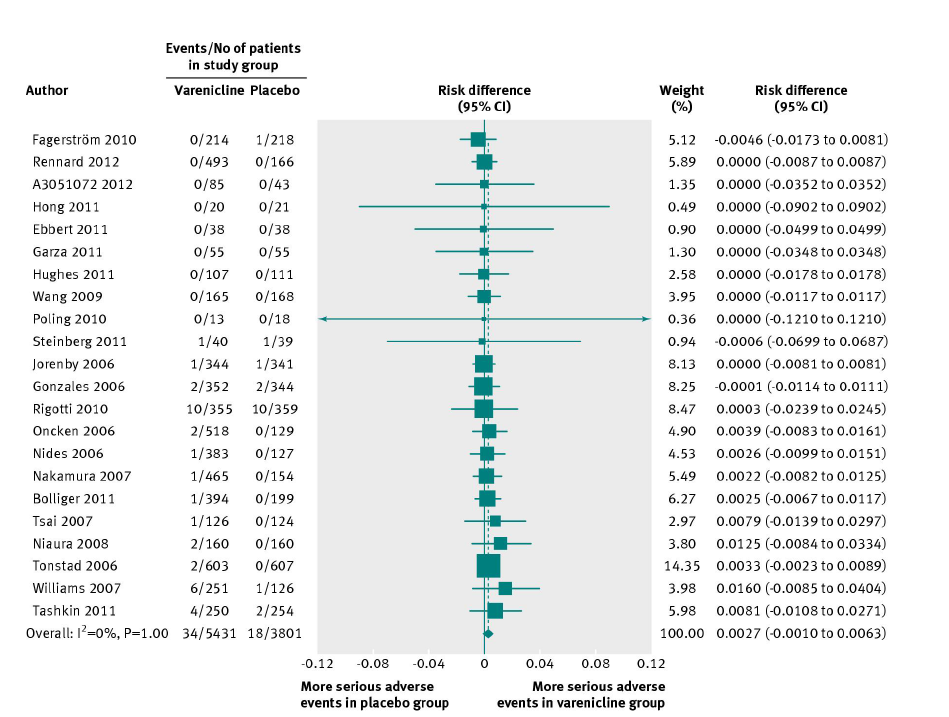 Events/No of patients
in study group
Author Varenicline Placebo Risk difference Weight Risk difference
(95% CI) (%) (95% CI)
Fagerström 2010 0/214 1/218 5.12 -0.0046 (-0.0173 to 0.0081)
Rennard 2012 0/493 0/166 5.89 0.0000 (-0.0087 to 0.0087)
A3051072 2012 0/85 0/43 1.35 0.0000 (-0.0352 to 0.0352)
Hong 2011 0/20 0/21 0.49 0.0000 (-0.0902 to 0.0902)
Ebbert 2011 0/38 0/38 0.90 0.0000 (-0.0499 to 0.0499)
Garza 2011 0/55 0/55 1.30 0.0000 (-0.0348 to 0.0348)
Hughes 2011 0/107 0/111 2.58 0.0000 (-0.0178 to 0.0178)
Wang 2009 0/165 0/168 3.95 0.0000 (-0.0117 to 0.0117)
Poling 2010 0/13 0/18 0.36 0.0000 (-0.1210 to 0.1210)
Steinberg 2011 1/40 1/39 0.94 -0.0006 (-0.0699 to 0.0687)
Jorenby 2006 1/344 1/341 8.13 0.0000 (-0.0081 to 0.0081)
Gonzales 2006 2/352 2/344 8.25 -0.0001 (-0.0114 to 0.0111)
Rigotti 2010 10/355 10/359 8.47 0.0003 (-0.0239 to 0.0245)
Oncken 2006 2/518 0/129 4.90 0.0039 (-0.0083 to 0.0161)
Nides 2006 1/383 0/127 4.53 0.0026 (-0.0099 to 0.0151)
Nakamura 2007 1/465 0/154 5.49 0.0022 (-0.0082 to 0.0125)
Bolliger 2011 1/394 0/199 6.27 0.0025 (-0.0067 to 0.0117)
Tsai 2007 1/126 0/124 2.97 0.0079 (-0.0139 to 0.0297)
Niaura 2008 2/160 0/160 3.80 0.0125 (-0.0084 to 0.0334)
Tonstad 2006 2/603 0/607 14.35 0.0033 (-0.0023 to 0.0089)
Williams 2007 6/251 1/126 3.98 0.0160 (-0.0085 to 0.0404)
Tashkin 2011 4/250 2/254 5.98 0.0081 (-0.0108 to 0.0271)
Overall: I²=0%, P=1.00 34/5431 18/3801 100.00 0.0027 (-0.0010 to 0.0063)
-0.12 -0.08 -0.04 0 0.04 0.08 0.12
More serious adverse More serious adverse
events in placebo group events in varenicline group